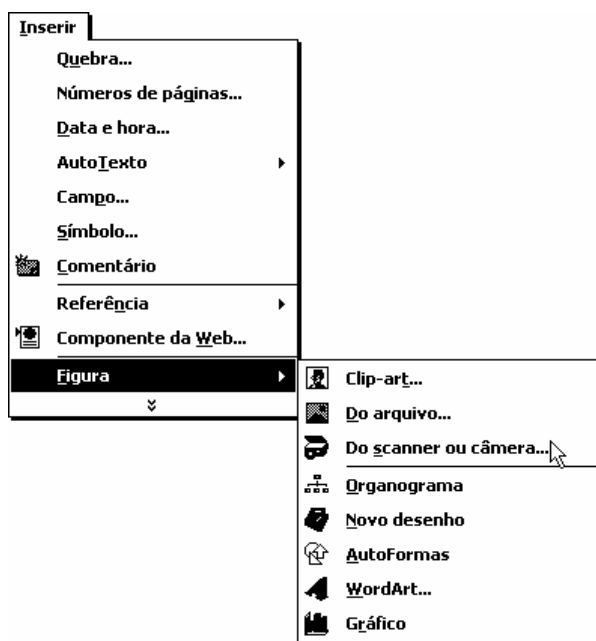 Inserir
Quebra...
Números de páginas...
Data e hora...
AutoTexto
Campo...
Símbolo...
Comentário
Referência
Componente da Web...
Figura
Clip-art...
Do arquivo...
Do scanner ou câmera...
Organograma
Novo desenho
AutoFormas
WordArt...
Gráfico